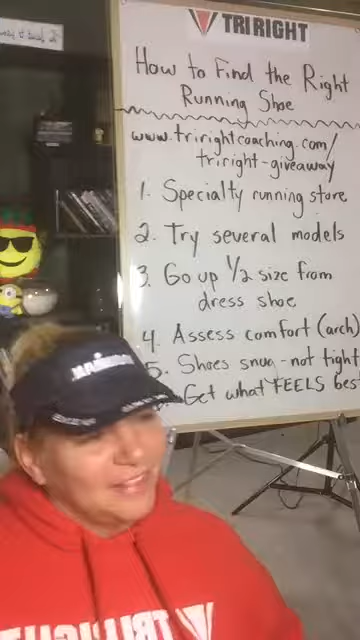 TRIRIGHT
How to Find the Right
Running Shoe
www.trirightcoaching.com/
triright-giveaway
1. Specialty running store
2. Try several models
3. Go up 1/2 size from
dress shoe
4. Assess comfort (arch)
5. Shoes snug - not tight
Get what FEELS bes
TRIRIGHT